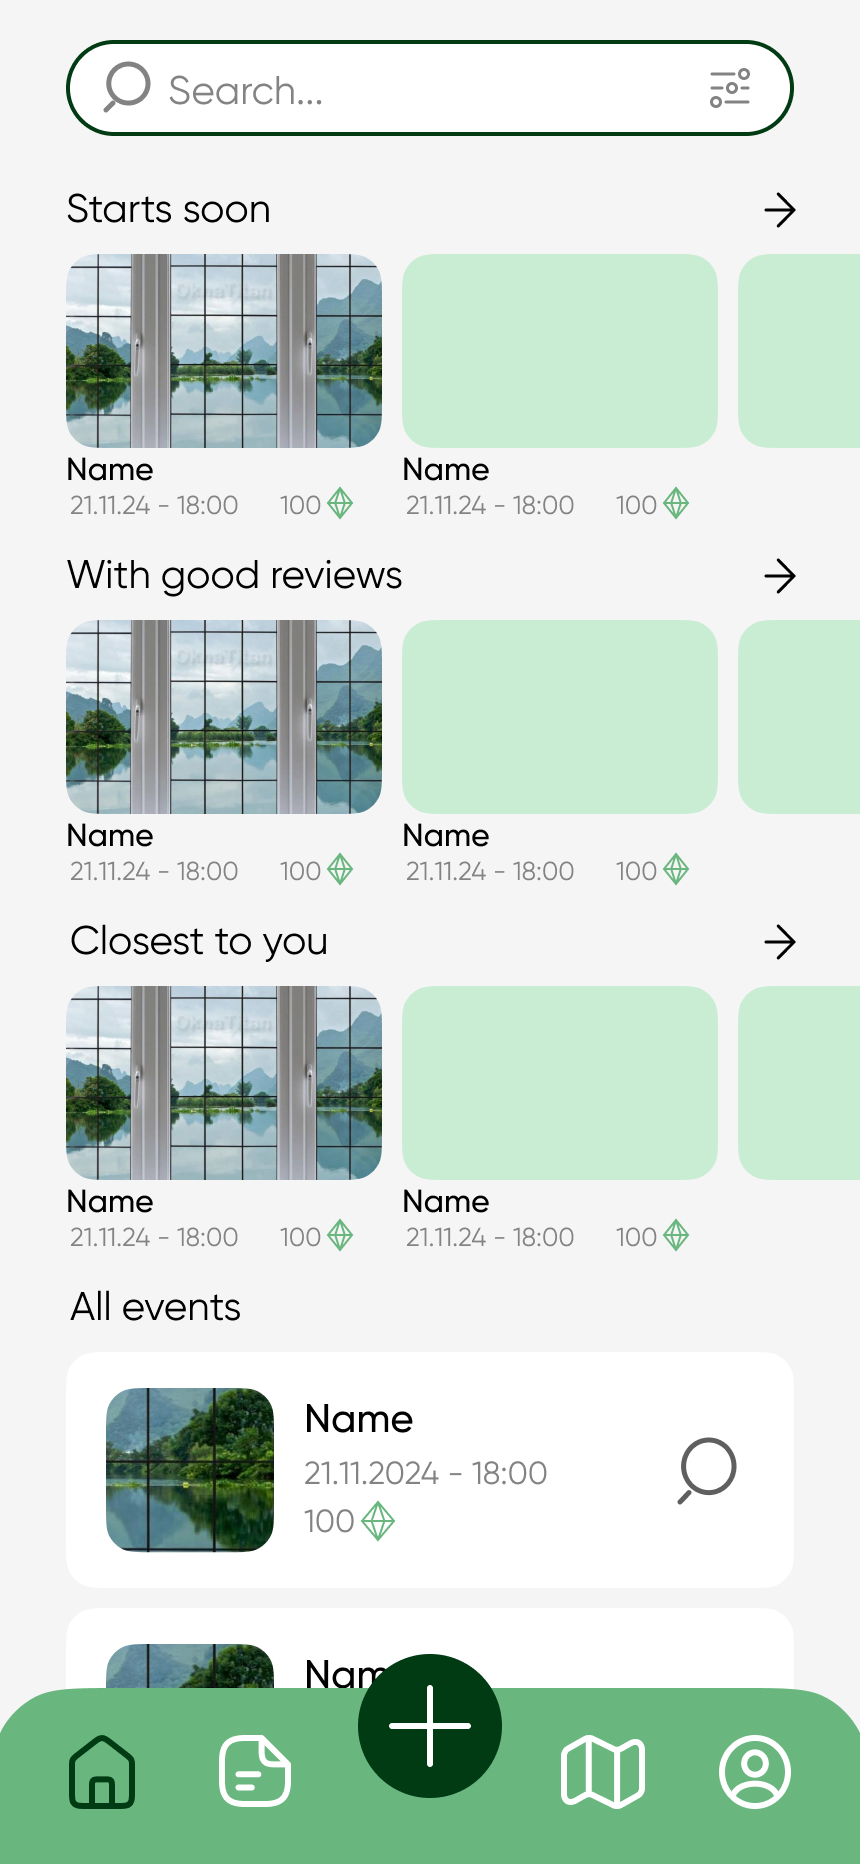 Search...
Starts soon
OknaTitan
Name
Name
21.11.24 - 18:00 100
21.11.24 - 18:00 100
With good reviews
OknaTitan
Name
Name
21.11.24 - 18:00 100
21.11.24 - 18:00 100
Closest to you
OknaTitan
Name
Name
21.11.24 - 18:00 100
21.11.24 - 18:00 100
All events
Name
21.11.2024 - 18:00
100
Nam